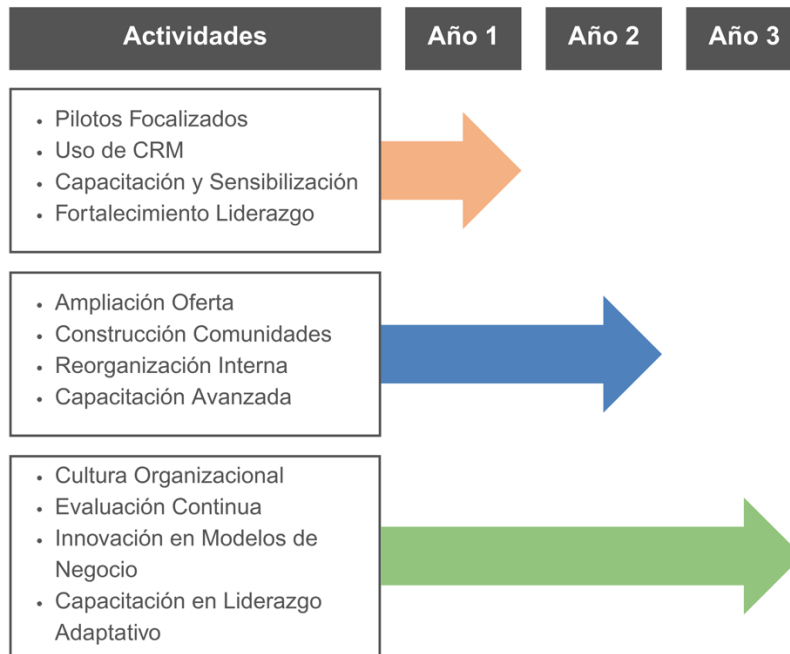 Actividades
Año 1
Año 2
Año 3
Pilotos Focalizados
Uso de CRM
Capacitación y Sensibilización
Fortalecimiento Liderazgo
Ampliación Oferta
Construcción Comunidades
Reorganización Interna
Capacitación Avanzada
Cultura Organizacional
Evaluación Continua
Innovación en Modelos de
Negocio
Capacitación en Liderazgo
Adaptativo